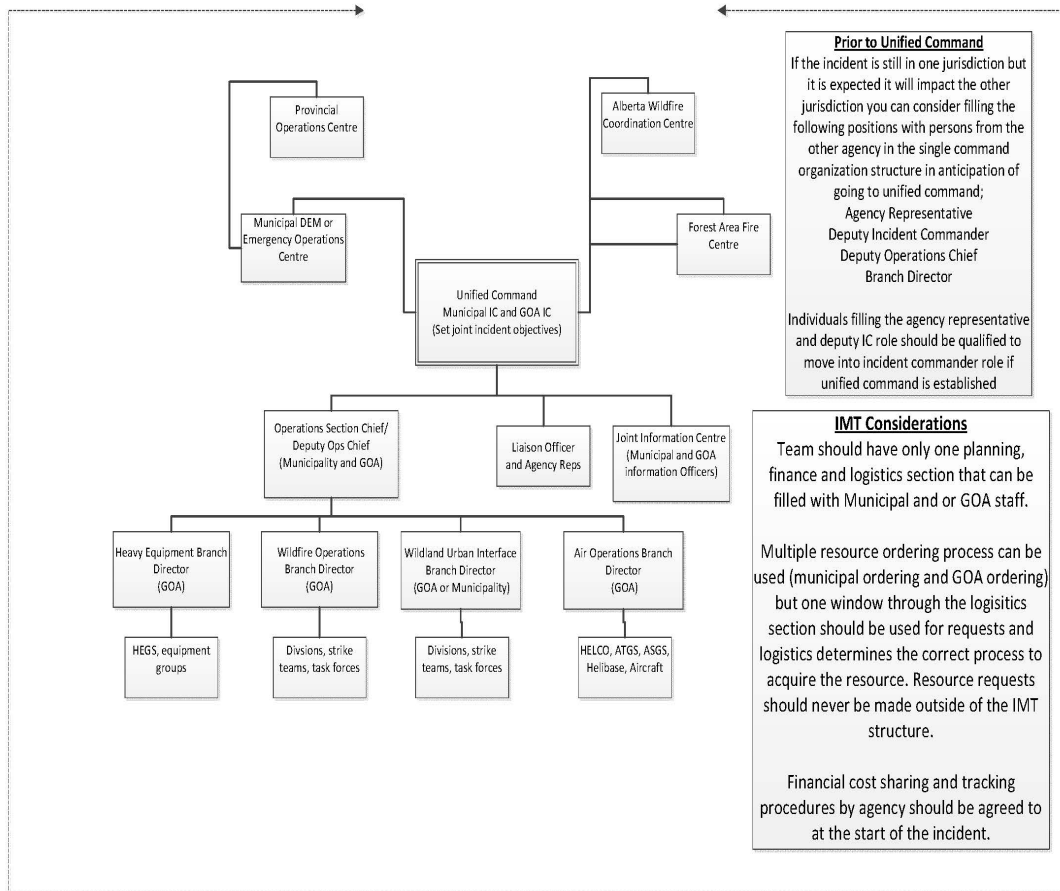 Provincial
Operations Centre
Alberta Wildfire
Coordination Centre
Municipal DEM or
Emergency Operations
Centre
Forest Area Fire
Centre
Unified Command
Municipal IC and GOA IC
(Set joint incident objectives)
Operations Section Chief/
Deputy Ops Chief
(Municipality and GOA)
Liaison Officer
and Agency Reps
Joint Information Centre
(Municipal and GOA
information Officers)
Heavy Equipment Branch
Director
(GOA)
Wildfire Operations
Branch Director
(GOA)
Wildland Urban Interface
Branch Director
(GOA or Municipality)
Air Operations Branch
Director
(GOA)
HEGS, equipment
groups
Divisions, strike
teams, task forces
Divisions, strike
teams, task forces
HELCO, ATGS, ASGS,
Helibase, Aircraft
Prior to Unified Command
If the incident is still in one jurisdiction but
it is expected it will impact the other
jurisdiction you can consider filling the
following positions with persons from the
other agency in the single command
organization structure in anticipation of
going to unified command;
Agency Representative
Deputy Incident Commander
Deputy Operations Chief
Branch Director
Individuals filling the agency representative
and deputy IC role should be qualified to
move into incident commander role if
unified command is established
IMT Considerations
Team should have only one planning,
finance and logistics section that can be
filled with Municipal and or GOA staff.
Multiple resource ordering process can be
used (municipal ordering and GOA ordering)
but one window through the logisitics
section should be used for requests and
logistics determines the correct process to
acquire the resource. Resource requests
should never be made outside of the IMT
structure.
Financial cost sharing and tracking
procedures by agency should be agreed to
at the start of the incident.